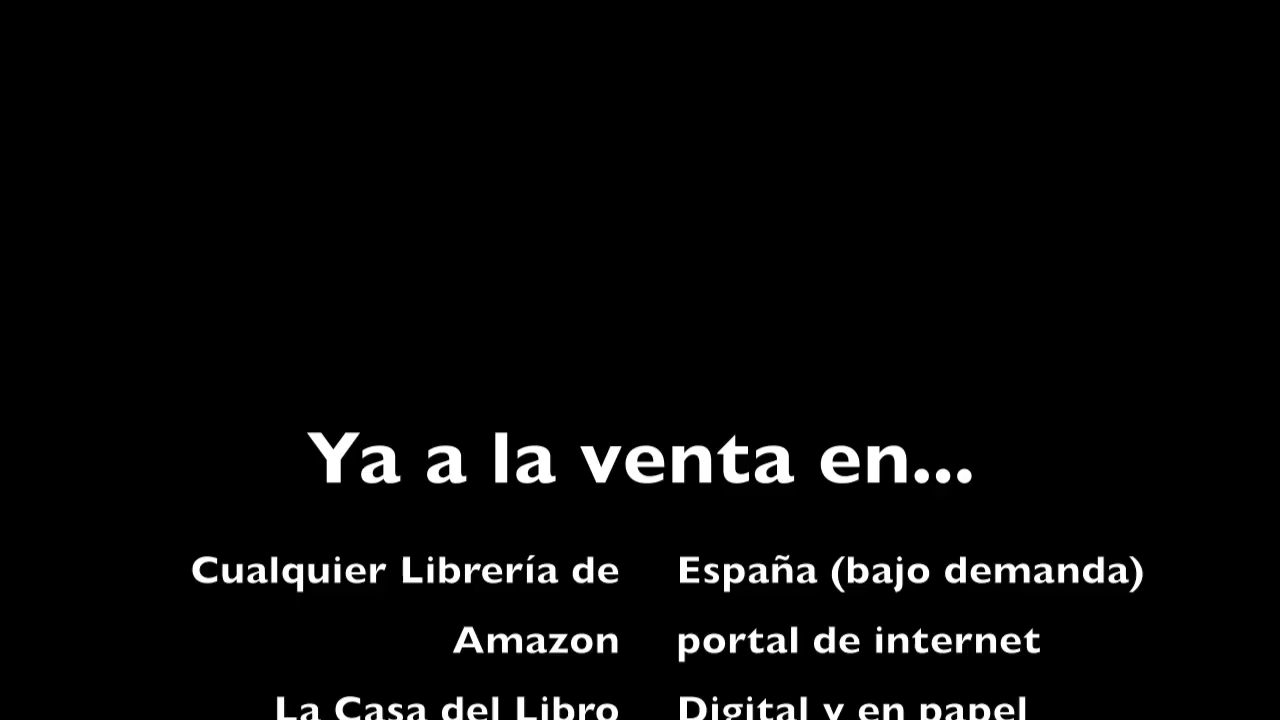 Ya a la venta en...
Cualquier Librería de España (bajo demanda)
Amazon portal de internet
La Casa del Libro Digital y en papel